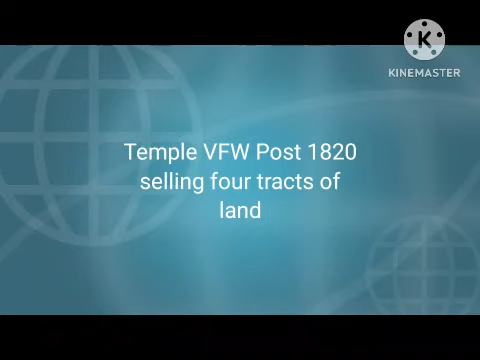 KINEMASTER
Temple VFW Post 1820
selling four tracts of
land